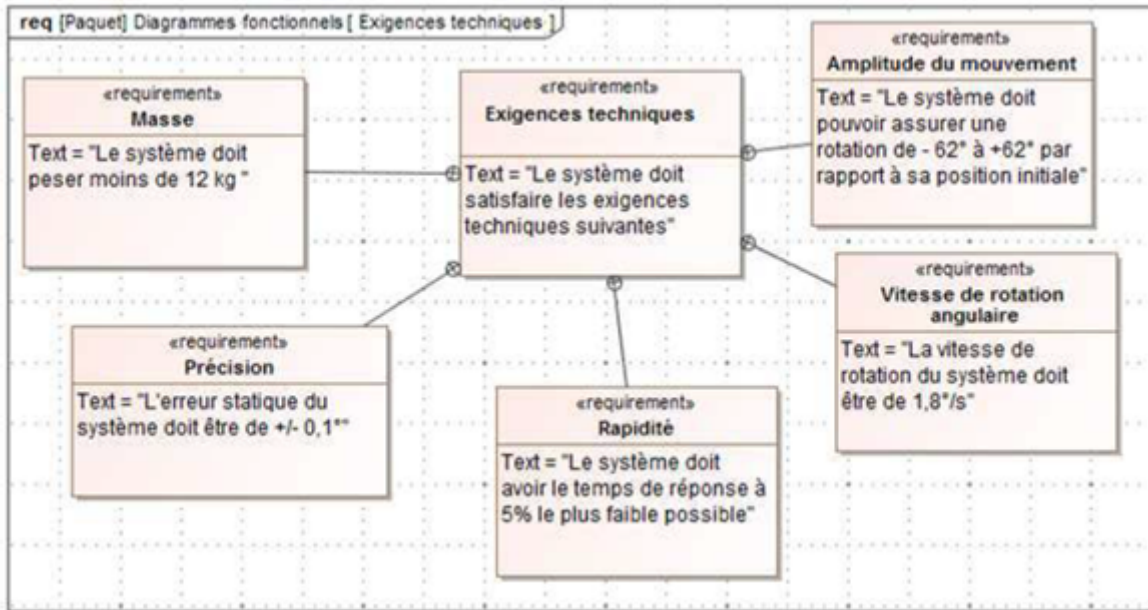 req [Paquet] Diagrammes fonctionnels [ Exigences techniques ]
«requirement»
Masse
Text = "Le système doit
peser moins de 12 kg "
«requirement»
Exigences techniques
Text = "Le système doit
satisfaire les exigences
techniques suivantes"
«requirement»
Amplitude du mouvement
Text = "Le système doit
pouvoir assurer une
rotation de - 62° à +62° par
rapport à sa position initiale"
«requirement»
Précision
Text = "L'erreur statique du
système doit être de +/- 0,1°"
«requirement»
Rapidité
Text = "Le système doit
avoir le temps de réponse à
5% le plus faible possible"
«requirement»
Vitesse de rotation
angulaire
Text = "La vitesse de
rotation du système doit
être de 1,8°/s"